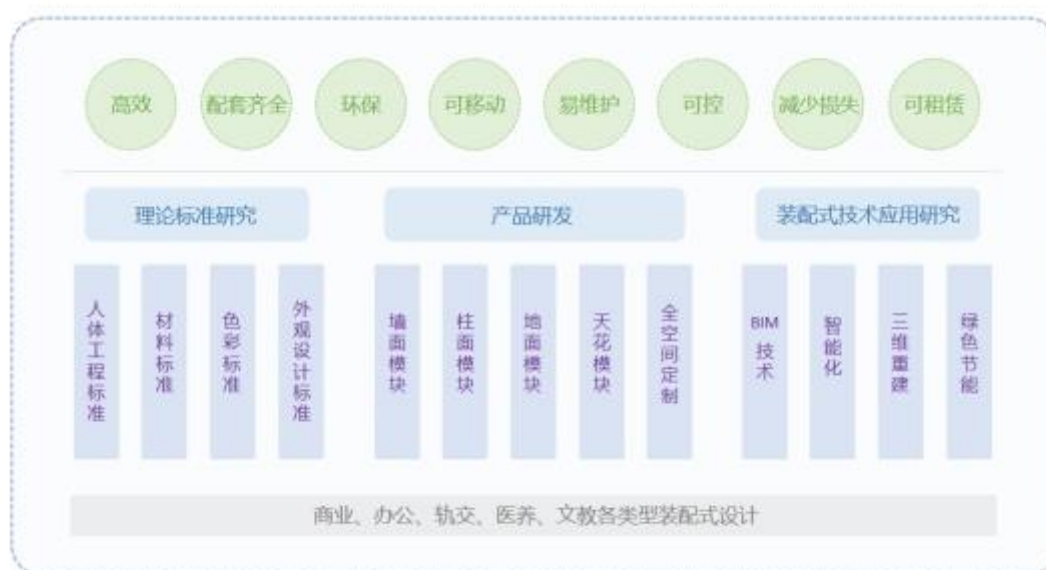 高效
配套齐全
环保
可移动
易维护
可控
减少损失
可租赁
理论标准研究
产品研发
装配式技术应用研究
人体工程标准
材料标准
色彩标准
外观设计标准
墙面模块
柱面模块
地面模块
天花模块
全空间定制
BIM技术
智能化
三维重建
绿色节能
商业、办公、轨交、医养、文教各类型装配式设计